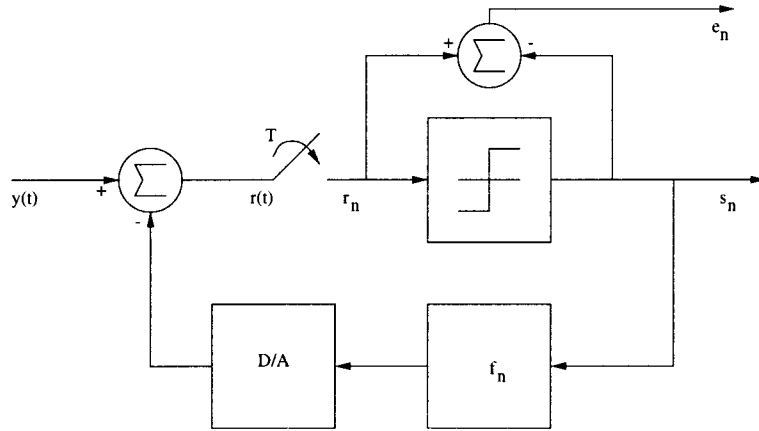 e_n
+ Σ -
T
Σ
y(t) + r(t) r_n s_n
-
D/A f_n